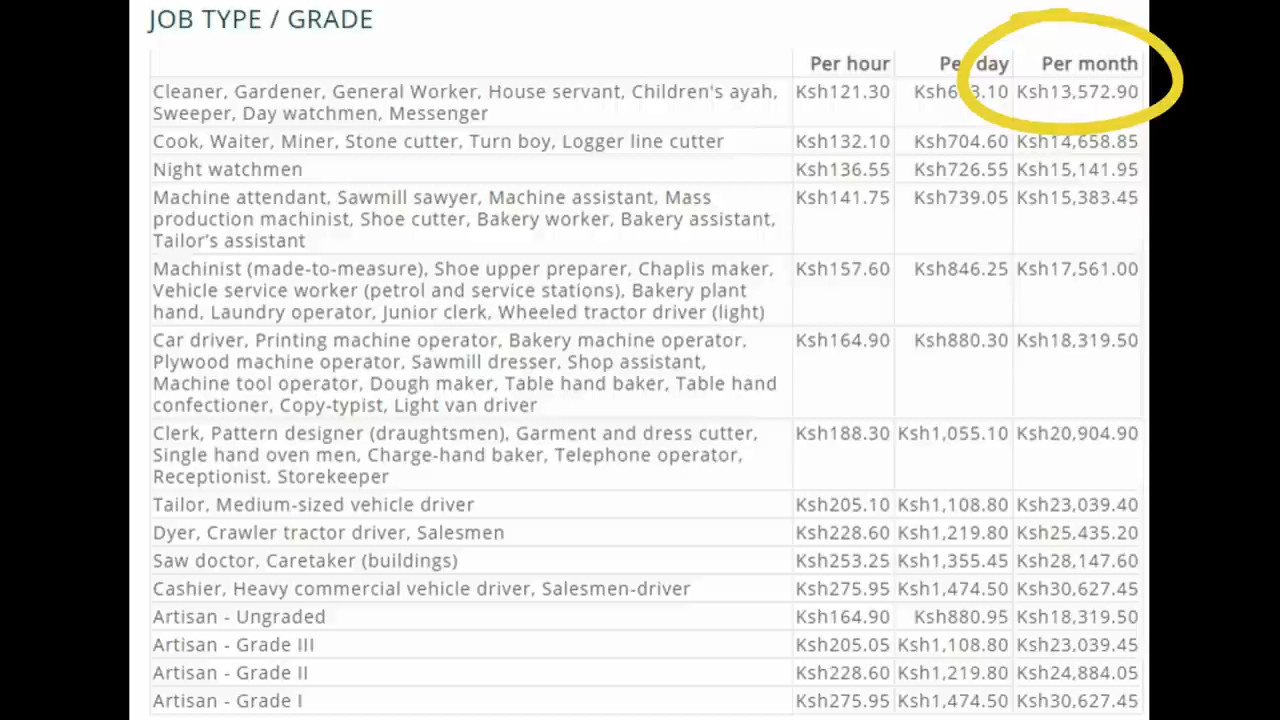 JOB TYPE / GRADE
Per hour Per day Per month
Cleaner, Gardener, General Worker, House servant, Children's ayah, Ksh121.30 Ksh13,572.90
Sweeper, Day watchmen, Messenger
Cook, Waiter, Miner, Stone cutter, Turn boy, Logger line cutter Ksh132.10 Ksh704.60 Ksh14,658.85
Night watchmen Ksh136.55 Ksh726.55 Ksh15,141.95
Machine attendant, Sawmill sawyer, Machine assistant, Mass Ksh141.75 Ksh739.05 Ksh15,383.45
production machinist, Shoe cutter, Bakery worker, Bakery assistant,
Tailor’s assistant
Machinist (made-to-measure), Shoe upper preparer, Chaplis maker, Ksh157.60 Ksh846.25 Ksh17,561.00
Vehicle service worker (petrol and service stations), Bakery plant
hand, Laundry operator, Junior clerk, Wheeled tractor driver (light)
Car driver, Printing machine operator, Bakery machine operator, Ksh164.90 Ksh880.30 Ksh18,319.50
Plywood machine operator, Sawmill dresser, Shop assistant,
Machine tool operator, Dough maker, Table hand baker, Table hand
confectioner, Copy-typist, Light van driver
Clerk, Pattern designer (draughtsmen), Garment and dress cutter, Ksh188.30 Ksh1,055.10 Ksh20,904.90
Single hand oven men, Charge-hand baker, Telephone operator,
Receptionist, Storekeeper
Tailor, Medium-sized vehicle driver Ksh205.10 Ksh1,108.80 Ksh23,039.40
Dyer, Crawler tractor driver, Salesmen Ksh228.60 Ksh1,219.80 Ksh25,435.20
Saw doctor, Caretaker (buildings) Ksh253.25 Ksh1,355.45 Ksh28,147.60
Cashier, Heavy commercial vehicle driver, Salesmen-driver Ksh275.95 Ksh1,474.50 Ksh30,627.45
Artisan - Ungraded Ksh164.90 Ksh880.95 Ksh18,319.50
Artisan - Grade III Ksh205.05 Ksh1,108.80 Ksh23,039.45
Artisan - Grade II Ksh228.60 Ksh1,219.80 Ksh24,884.05
Artisan - Grade I Ksh275.95 Ksh1,474.50 Ksh30,627.45